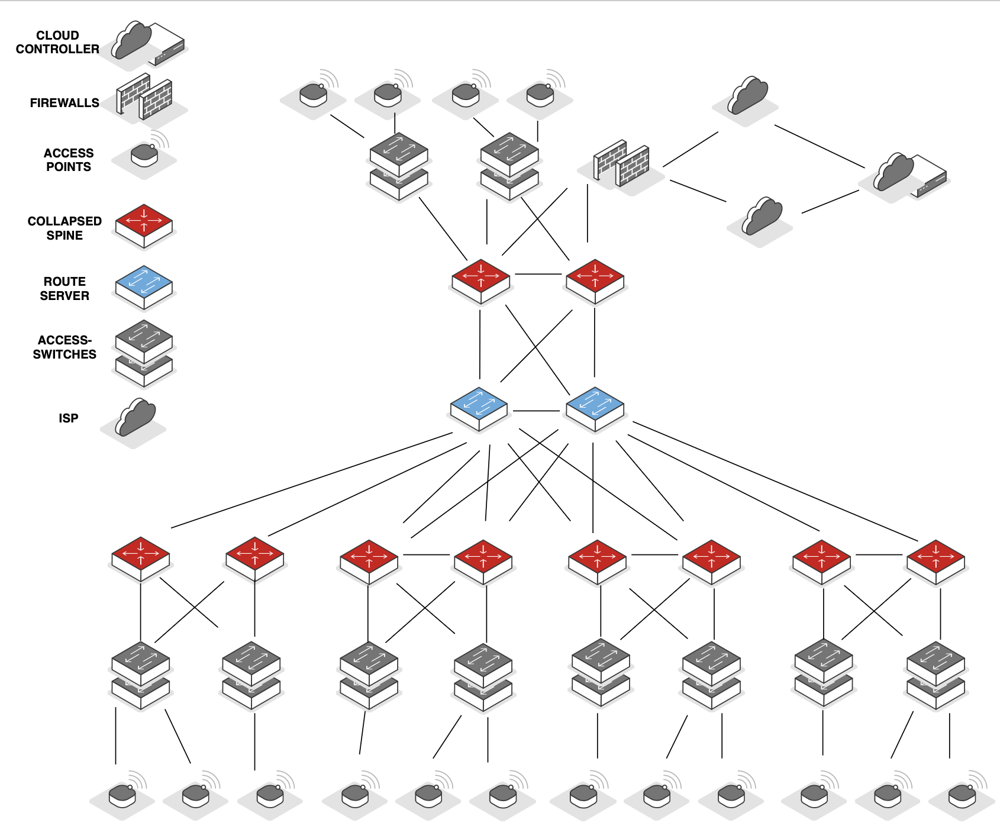 CLOUD
CONTROLLER
FIREWALLS
ACCESS
POINTS
COLLAPSED
SPINE
ROUTE
SERVER
ACCESS-
SWITCHES
ISP